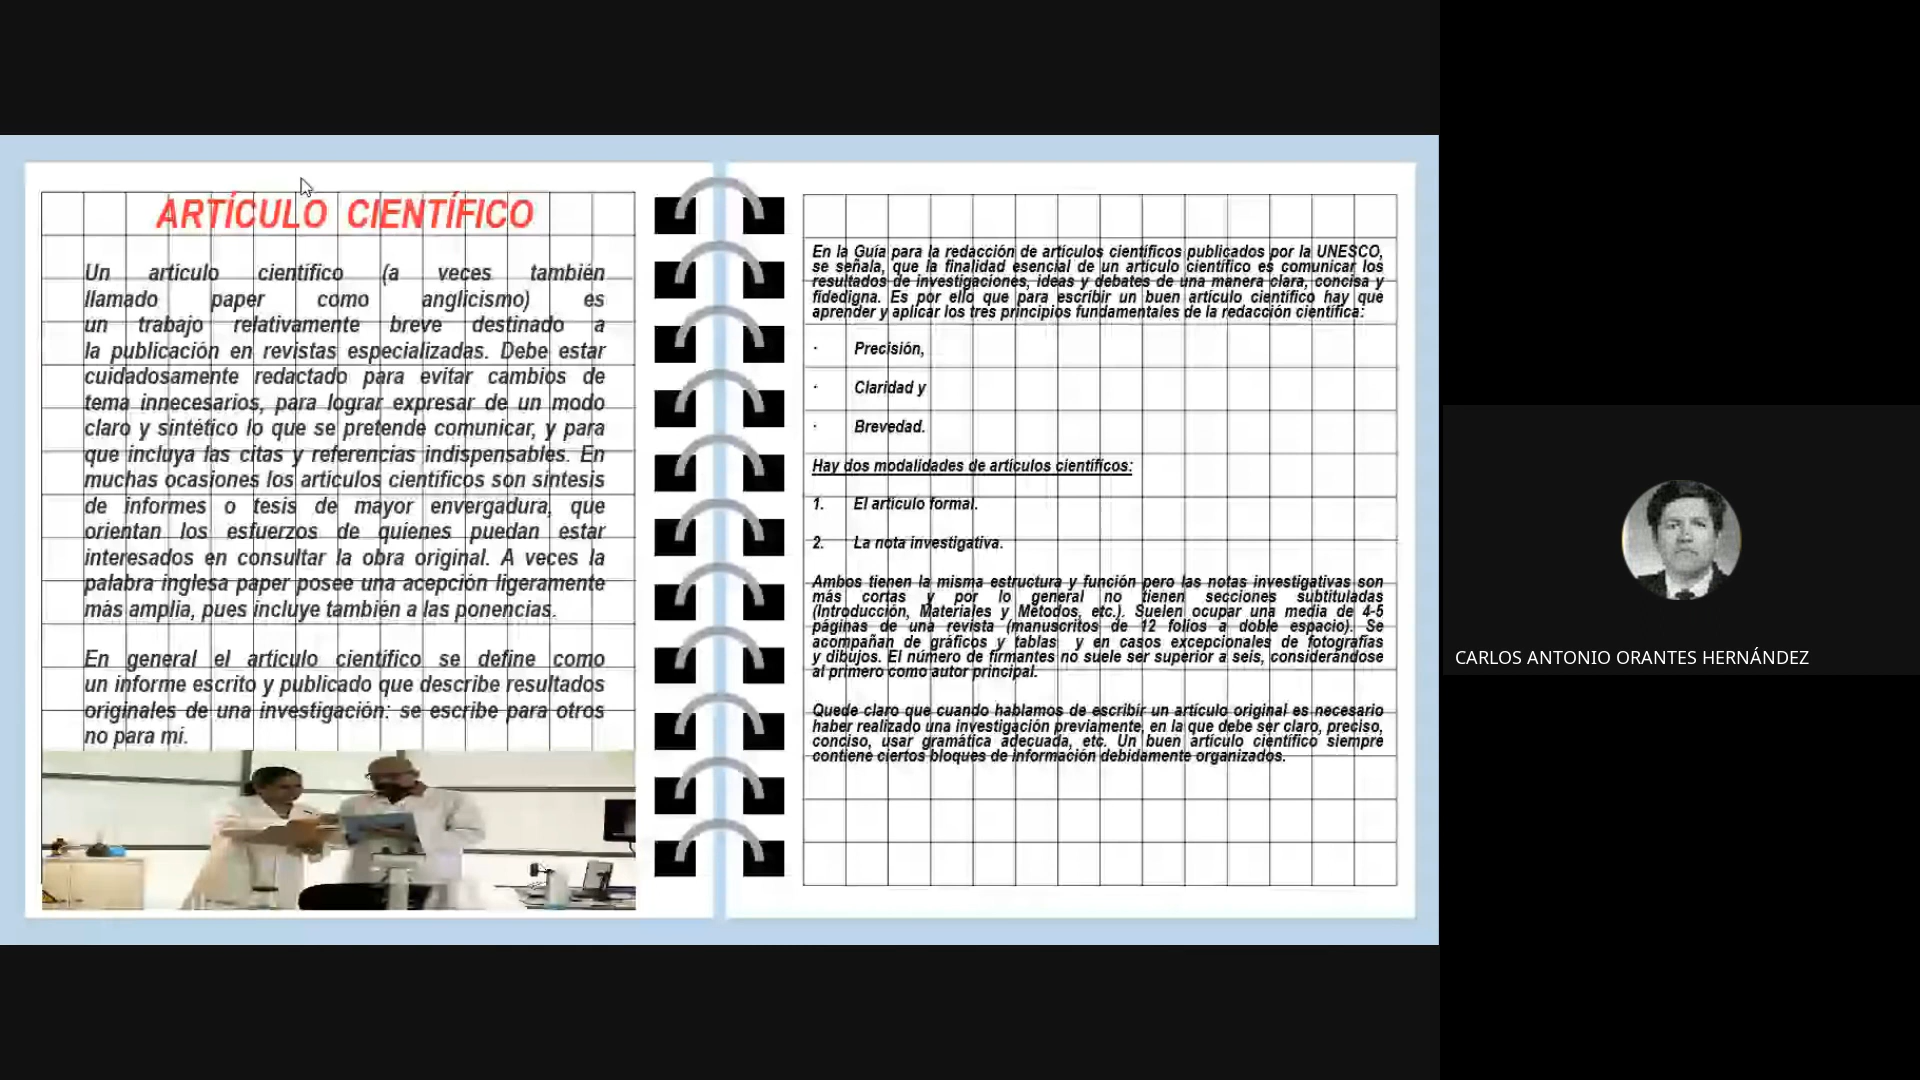 ARTÍCULO CIENTÍFICO
Un artículo científico (a veces también
llamado paper como anglicismo) es
un trabajo relativamente breve destinado a
la publicación en revistas especializadas. Debe estar
cuidadosamente redactado para evitar cambios de
tema innecesarios, para lograr expresar de un modo
claro y sintético lo que se pretende comunicar, y para
que incluya las citas y referencias indispensables. En
muchas ocasiones los artículos científicos son síntesis
de informes o tesis de mayor envergadura, que
orientan los esfuerzos de quienes puedan estar
interesados en consultar la obra original. A veces la
palabra inglesa paper posee una acepción ligeramente
más amplia, pues incluye también a las ponencias.
En general el artículo científico se define como
un informe escrito y publicado que describe resultados
originales de una investigación: se escribe para otros
no para mi.
En la Guía para la redacción de artículos científicos publicados por la UNESCO,
se señala, que la finalidad esencial de un artículo científico es comunicar los
resultados de investigaciones, ideas y debates de una manera clara, concisa y
fidedigna. Es por ello que para escribir un buen artículo científico hay que
aprender y aplicar los tres principios fundamentales de la redacción científica:
· Precisión,
· Claridad y
· Brevedad.
Hay dos modalidades de artículos científicos:
1. El artículo formal.
2. La nota investigativa.
Ambos tienen la misma estructura y función pero las notas investigativas son
más cortas y por lo general no tienen secciones subtituladas
(Introducción, Materiales y Métodos, etc.). Suelen ocupar una media de 4-5
páginas de una revista (manuscritos de 12 folios a doble espacio). Se
acompañan de gráficos y tablas y en casos excepcionales de fotografías
y dibujos. El número de firmantes no suele ser superior a seis, considerándose
al primero como autor principal.
Quede claro que cuando hablamos de escribir un artículo original es necesario
haber realizado una investigación previamente, en la que debe ser claro, preciso,
conciso, usar gramática adecuada, etc. Un buen artículo científico siempre
contiene ciertos bloques de información debidamente organizados.
CARLOS ANTONIO ORANTES HERNÁNDEZ